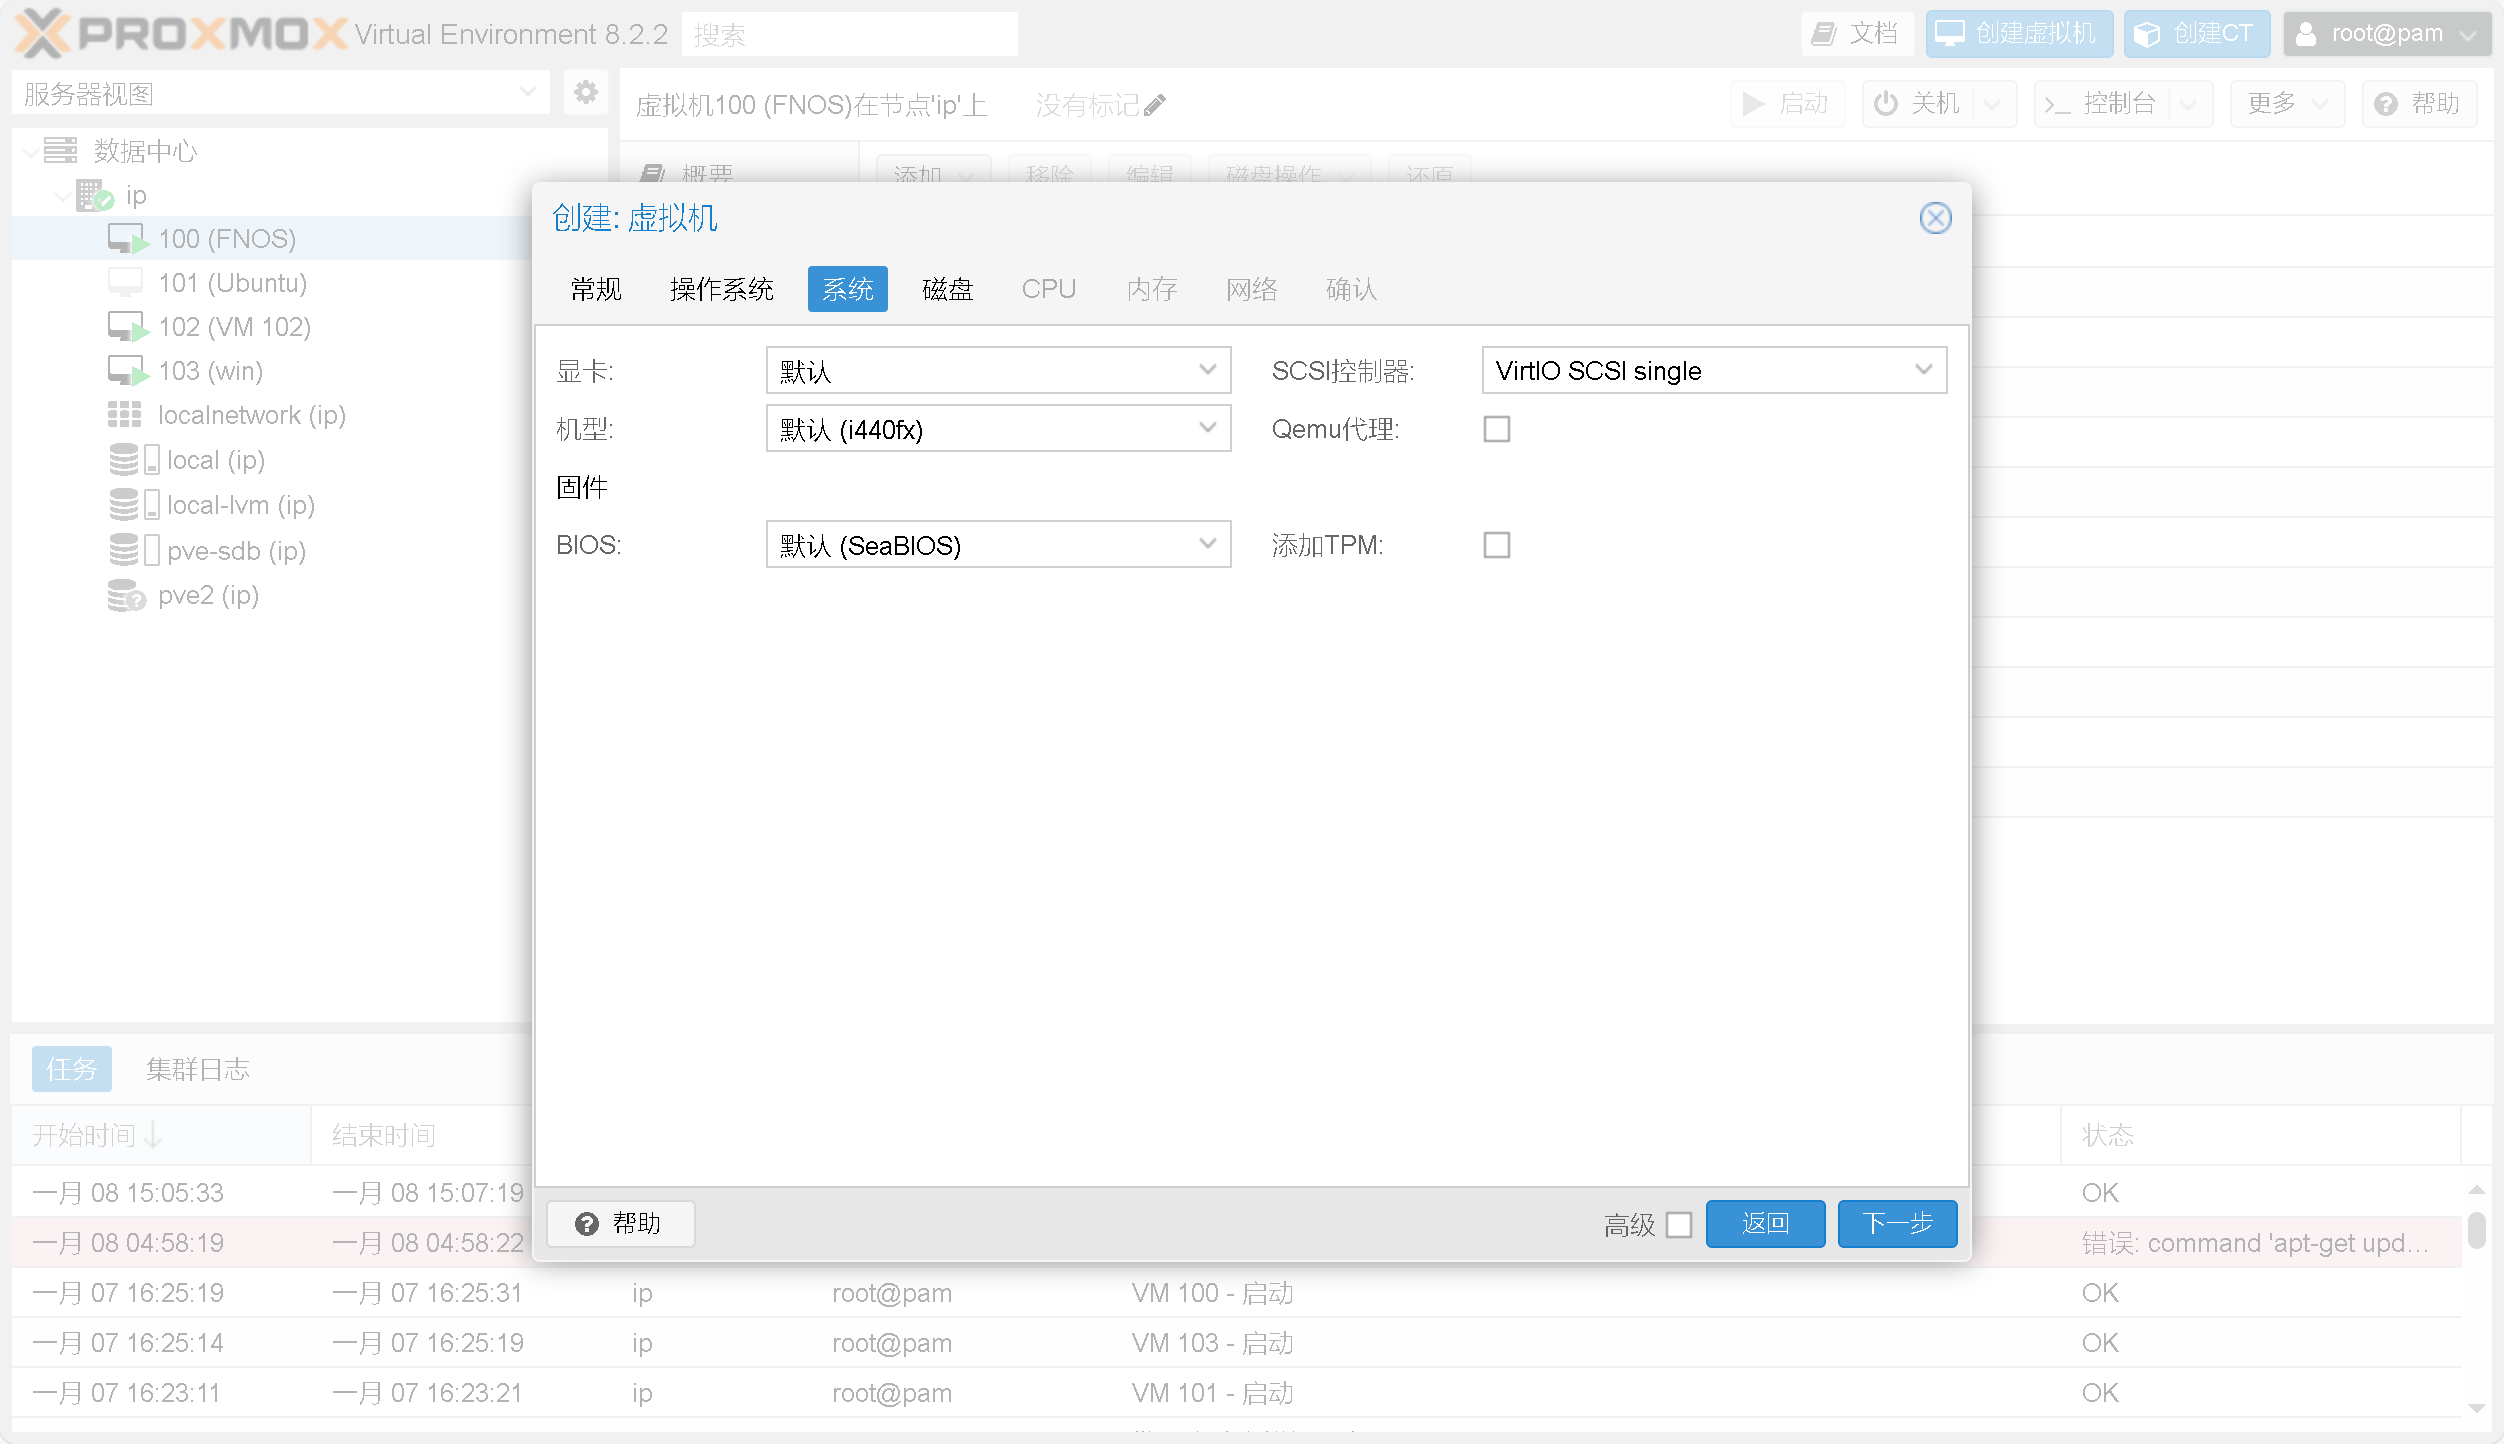 PROXMOX Virtual Environment 8.2.2 搜索 文档 创建虚拟机 创建CT root@pam
服务器视图
虚拟机100 (FNOS)在节点'ip'上 没有标记 启动 关机 控制台 更多 帮助
数据中心
ip
100 (FNOS)
101 (Ubuntu)
102 (VM 102)
103 (win)
localnetwork (ip)
local (ip)
local-lvm (ip)
pve-sdb (ip)
pve2 (ip)
概要 添加 移除 编辑 磁盘操作 还原
创建: 虚拟机
常规 操作系统 系统 磁盘 CPU 内存 网络 确认
显卡: 默认 SCSI控制器: VirtIO SCSI single
机型: 默认 (i440fx) Qemu代理:
固件
BIOS: 默认 (SeaBIOS) 添加TPM:
帮助 高级 返回 下一步
任务 集群日志
开始时间 结束时间 状态
一月 08 15:05:33 一月 08 15:07:19 OK
一月 08 04:58:19 一月 08 04:58:22 错误: command 'apt-get upd...
一月 07 16:25:19 一月 07 16:25:31 ip root@pam VM 100 - 启动 OK
一月 07 16:25:14 一月 07 16:25:19 ip root@pam VM 103 - 启动 OK
一月 07 16:23:11 一月 07 16:23:21 ip root@pam VM 101 - 启动 OK